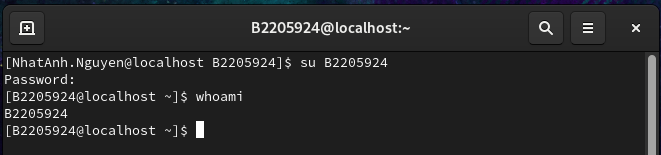 B2205924@localhost:~
[NhatAnh.Nguyen@localhost B2205924]$ su B2205924
Password:
[B2205924@localhost ~]$ whoami
B2205924
[B2205924@localhost ~]$